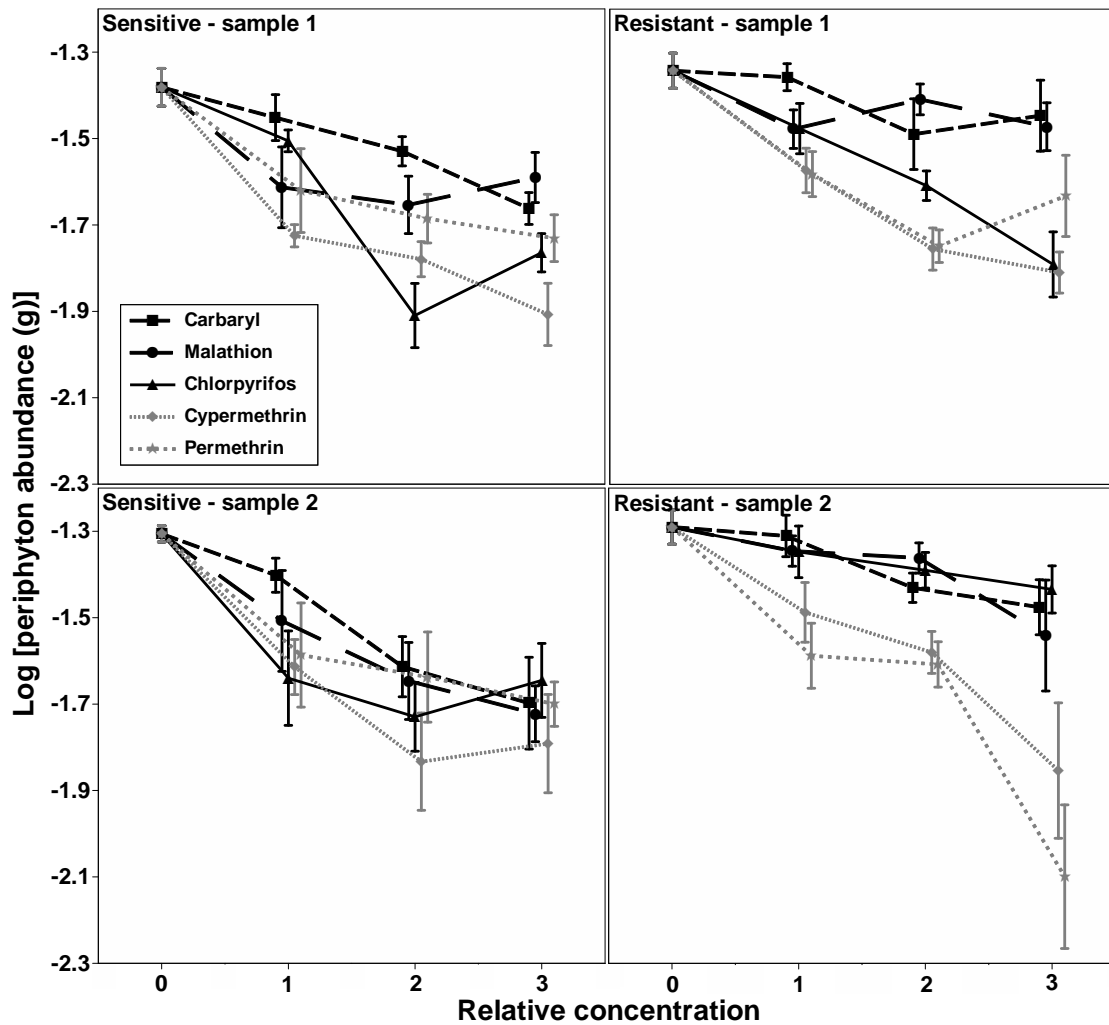 Sensitive - sample 1
Resistant - sample 1
-1.3
-1.5
-1.7
-1.9
-2.1
-2.3
Carbaryl
Malathion
Chlorpyrifos
Cypermethrin
Permethrin
Log [periphyton abundance (g)]
Sensitive - sample 2
Resistant - sample 2
-1.3
-1.5
-1.7
-1.9
-2.1
-2.3
0 1 2 3 0 1 2 3
Relative concentration